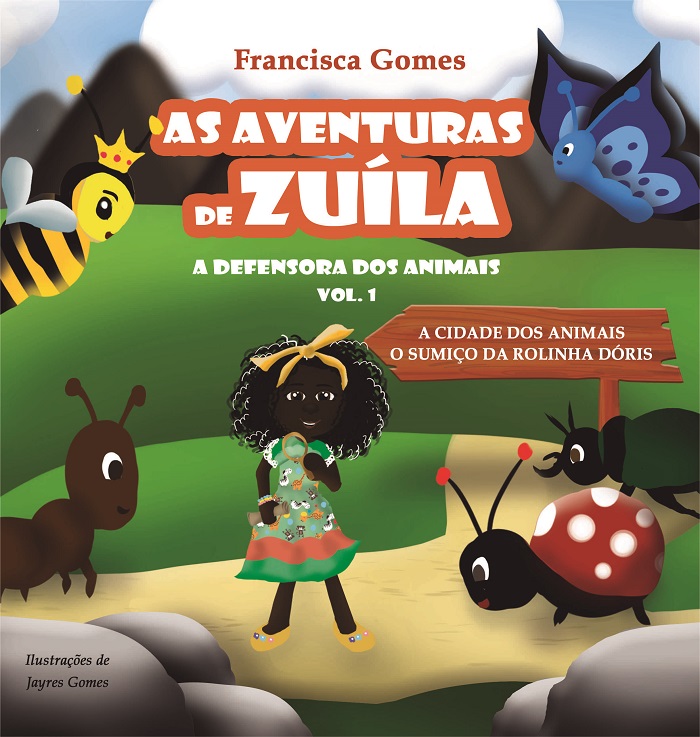 Francisca Gomes
AS AVENTURAS
DE ZUÍLA
A DEFENSORA DOS ANIMAIS
VOL. 1
A CIDADE DOS ANIMAIS
O SUMIÇO DA ROLINHA DÓRIS
Ilustrações de
Jayres Gomes